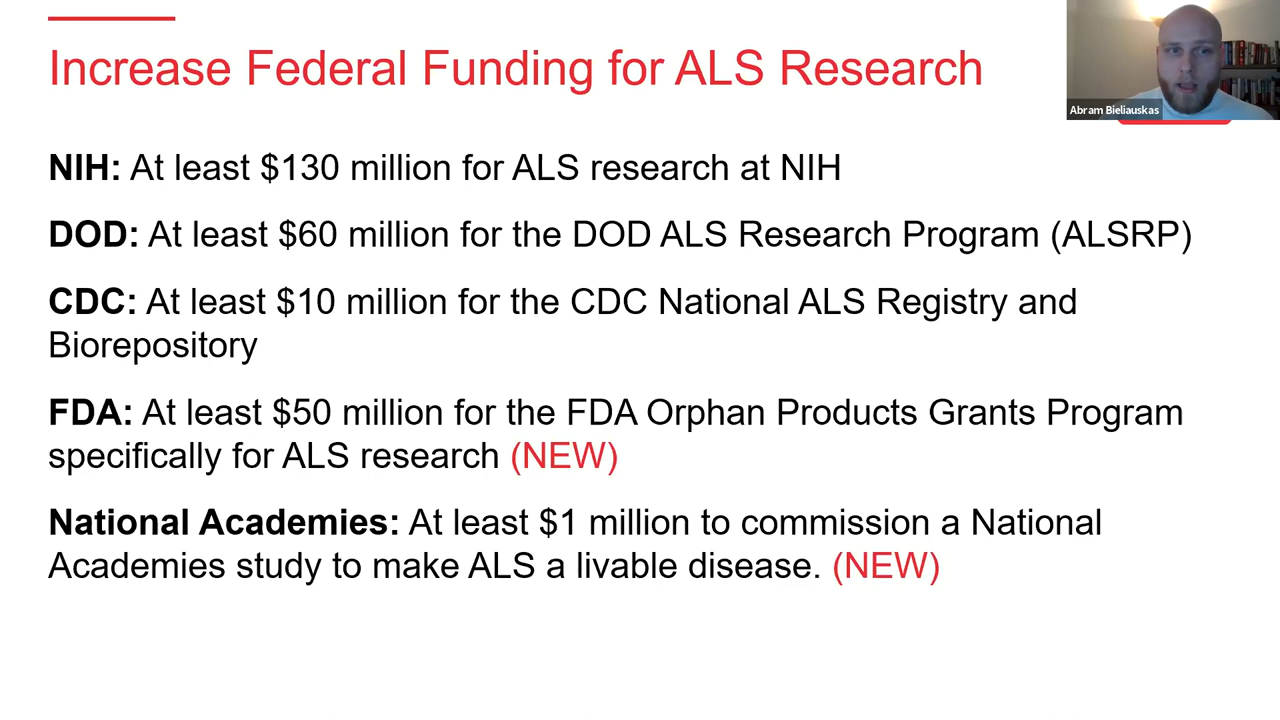 Increase Federal Funding for ALS Research
Abram Bieliauskas
NIH: At least $130 million for ALS research at NIH
DOD: At least $60 million for the DOD ALS Research Program (ALSRP)
CDC: At least $10 million for the CDC National ALS Registry and
Biorepository
FDA: At least $50 million for the FDA Orphan Products Grants Program
specifically for ALS research (NEW)
National Academies: At least $1 million to commission a National
Academies study to make ALS a livable disease. (NEW)